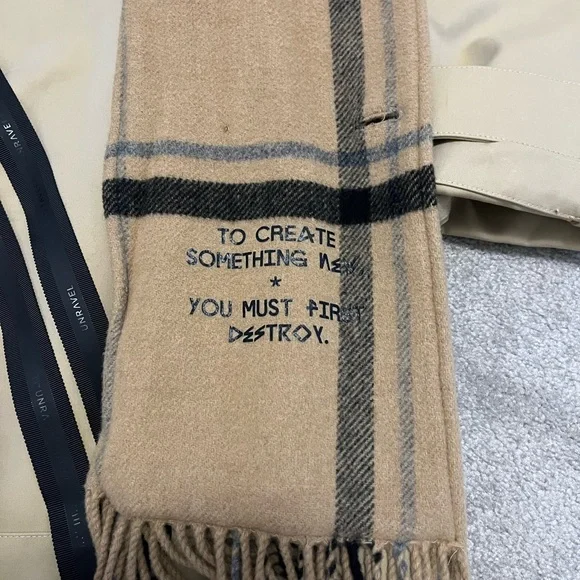 TO CREATE
SOMETHING NEW,
*
YOU MUST FIRST
DESTROY.
UNRAVEL
UNRAVEL